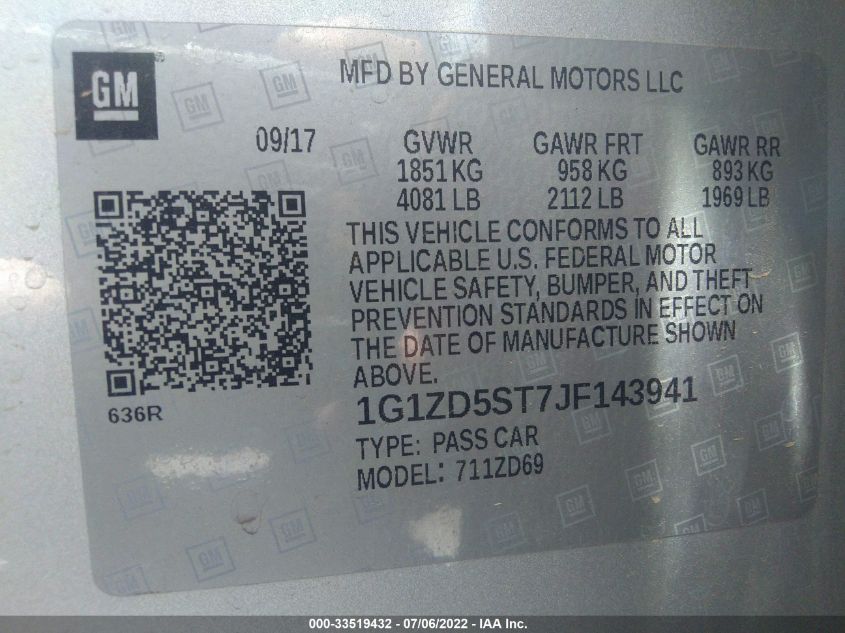 GM
MFD BY GENERAL MOTORS LLC
09/17 GVWR GAWR FRT GAWR RR
1851 KG 958 KG 893 KG
4081 LB 2112 LB 1969 LB
THIS VEHICLE CONFORMS TO ALL
APPLICABLE U.S. FEDERAL MOTOR
VEHICLE SAFETY, BUMPER, AND THEFT
PREVENTION STANDARDS IN EFFECT ON
THE DATE OF MANUFACTURE SHOWN
ABOVE.
636R
1G1ZD5ST7JF143941
TYPE: PASS CAR
MODEL: 711ZD69
000-33519432 - 07/06/2022 - IAA Inc.